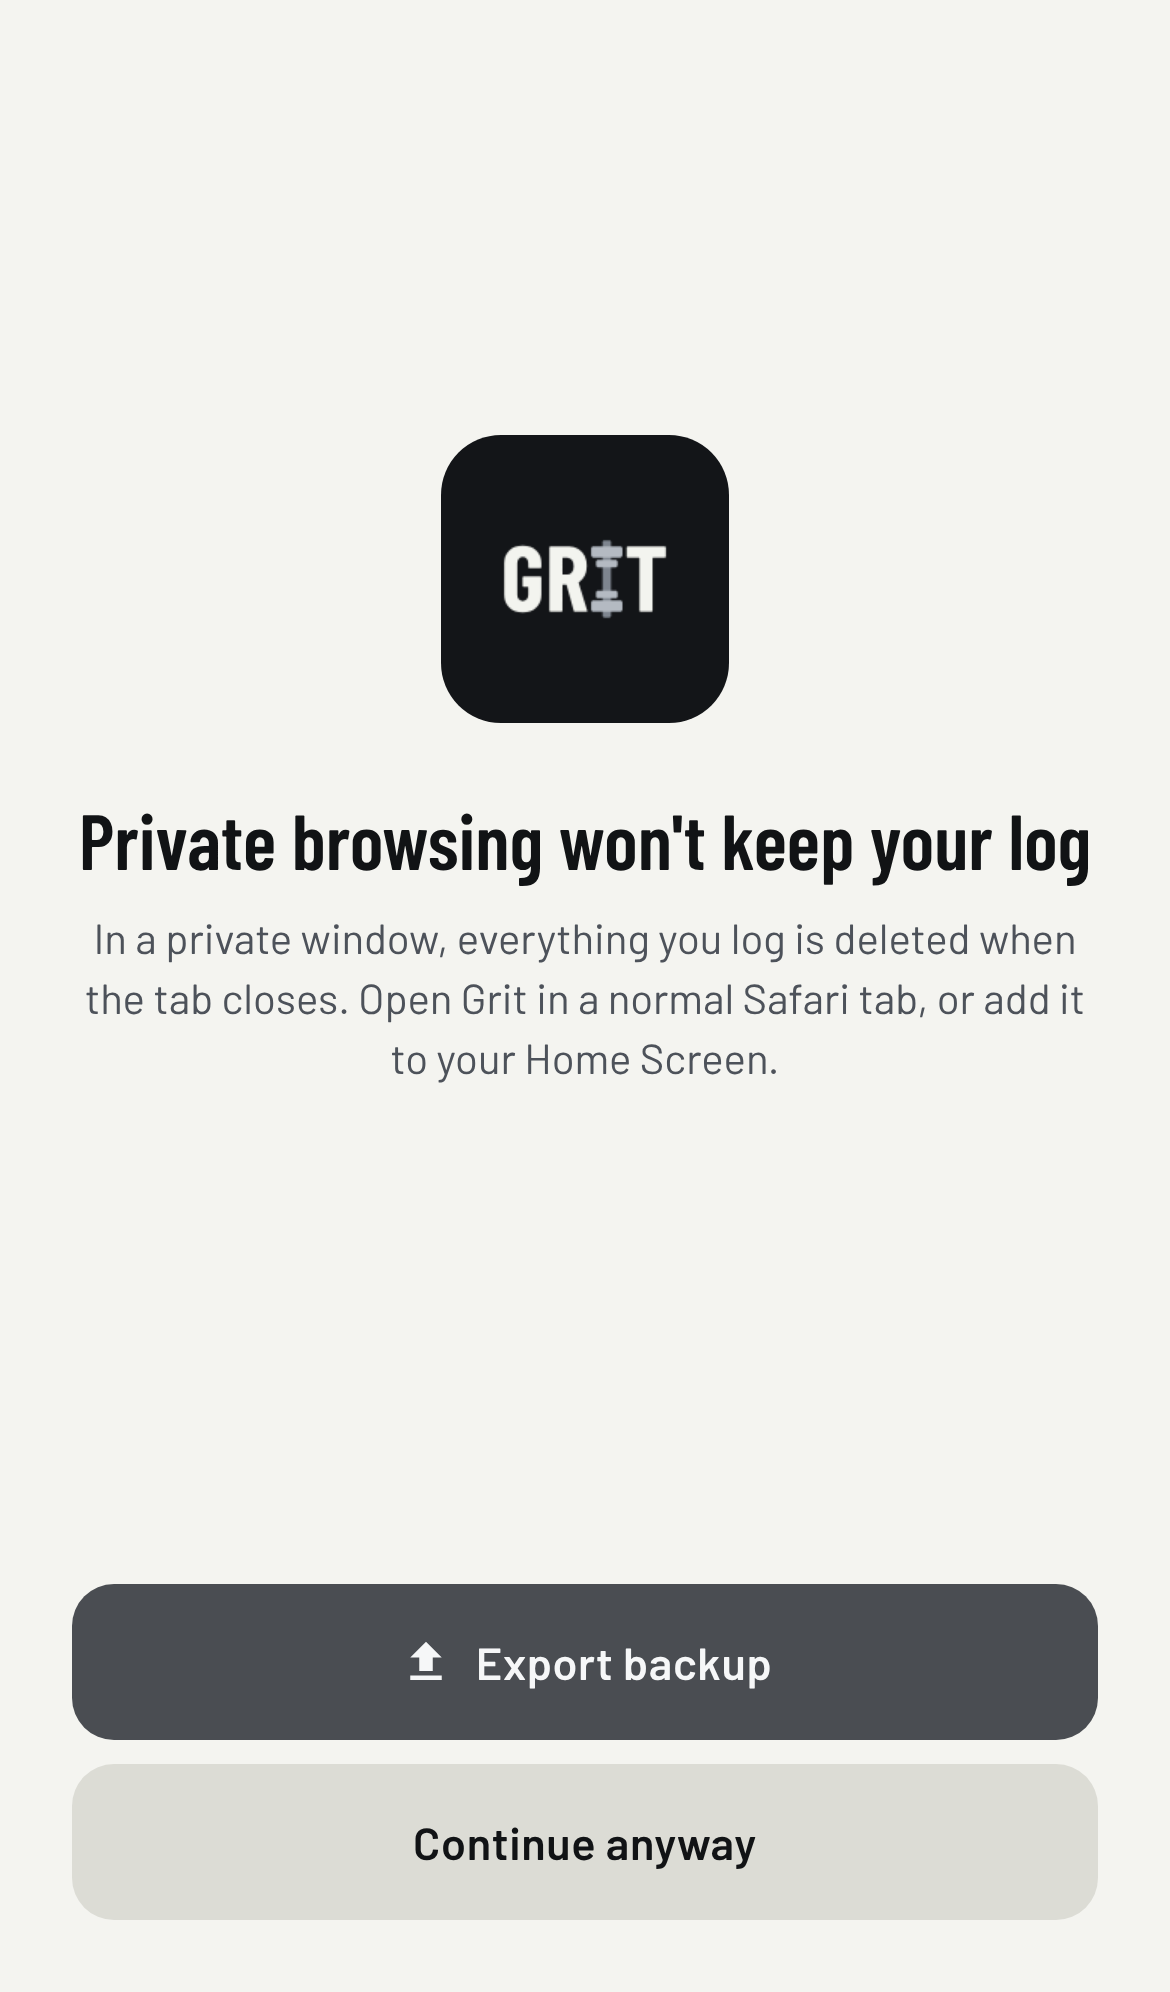 GRIT
Private browsing won't keep your log
In a private window, everything you log is deleted when
the tab closes. Open Grit in a normal Safari tab, or add it
to your Home Screen.
Export backup
Continue anyway